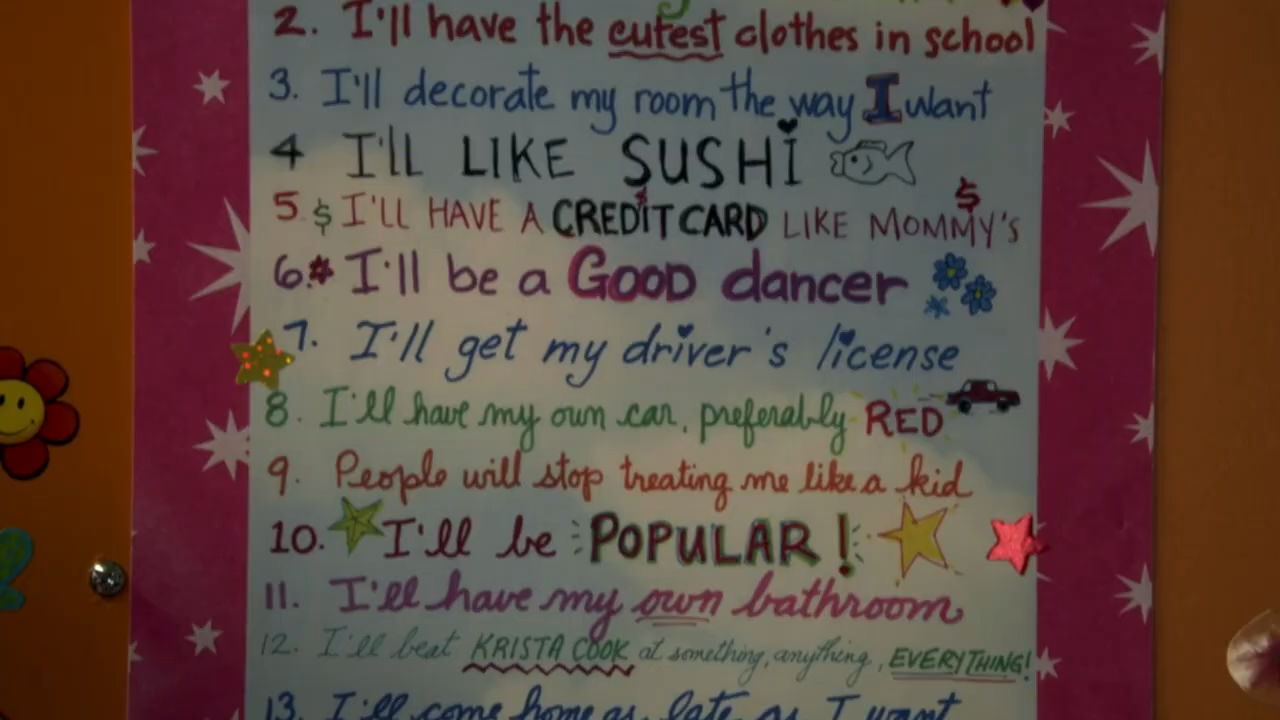 2. I'll have the cutest clothes in school
3. I'll decorate my room the way I want
4 I'LL LIKE SUSHI
5. $ I'LL HAVE A CREDIT CARD LIKE MOMMY'S $
6. I'll be a GOOD dancer
7. I'll get my driver's license
8. I'll have my own car, preferably RED
9. People will stop treating me like a kid
10. I'll be POPULAR!
11. I'll have my own bathroom
12. I'll beat KRISTA COOK at something, anything, EVERYTHING!
13. I'll come home as late as I want